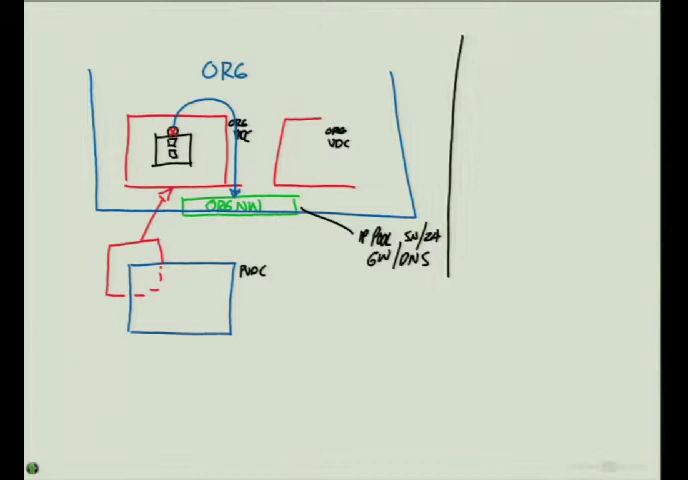 ORG
ORG
VDC
ORG
VDC
ORG NW
IP POOL SN/24
GW/DNS
PVDC